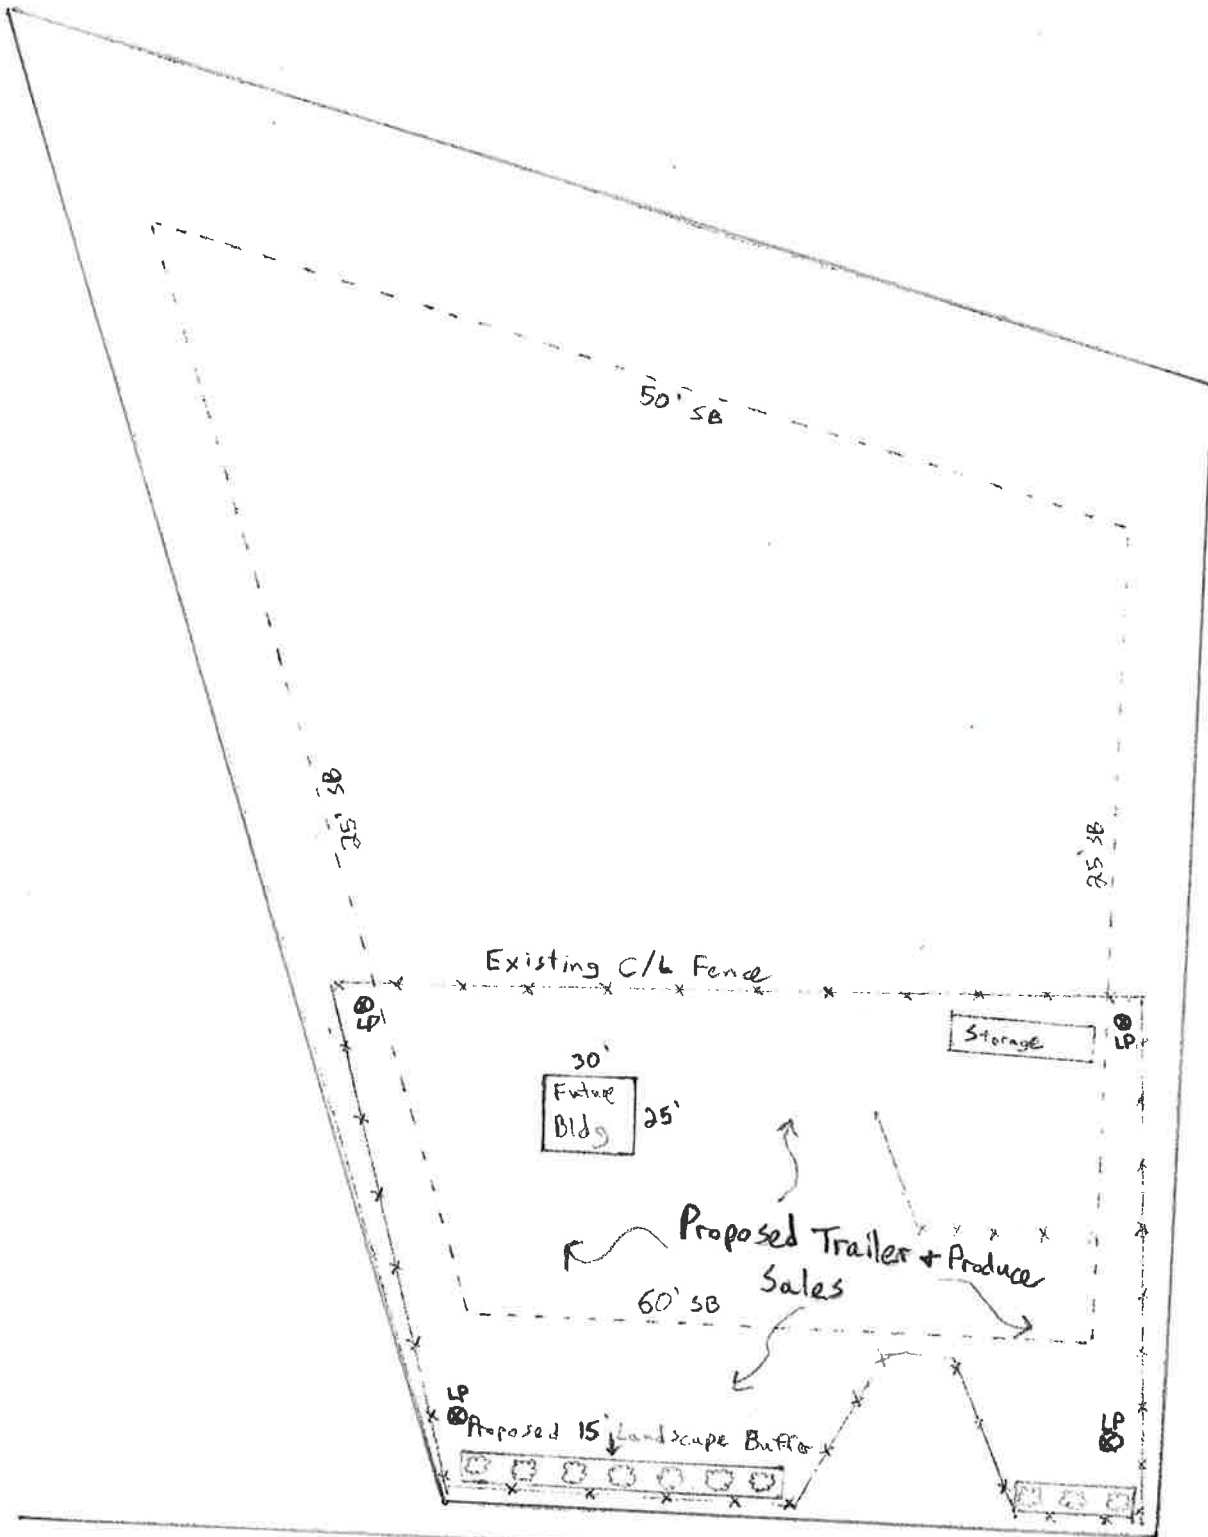 50' SB
25' SB
25' SB
Existing C/L Fence
LP
Storage
LP
30'
Future
Bldg
25'
Proposed Trailer + Produce
Sales
60' SB
LP
Proposed 15' Landscape Buffer
LP